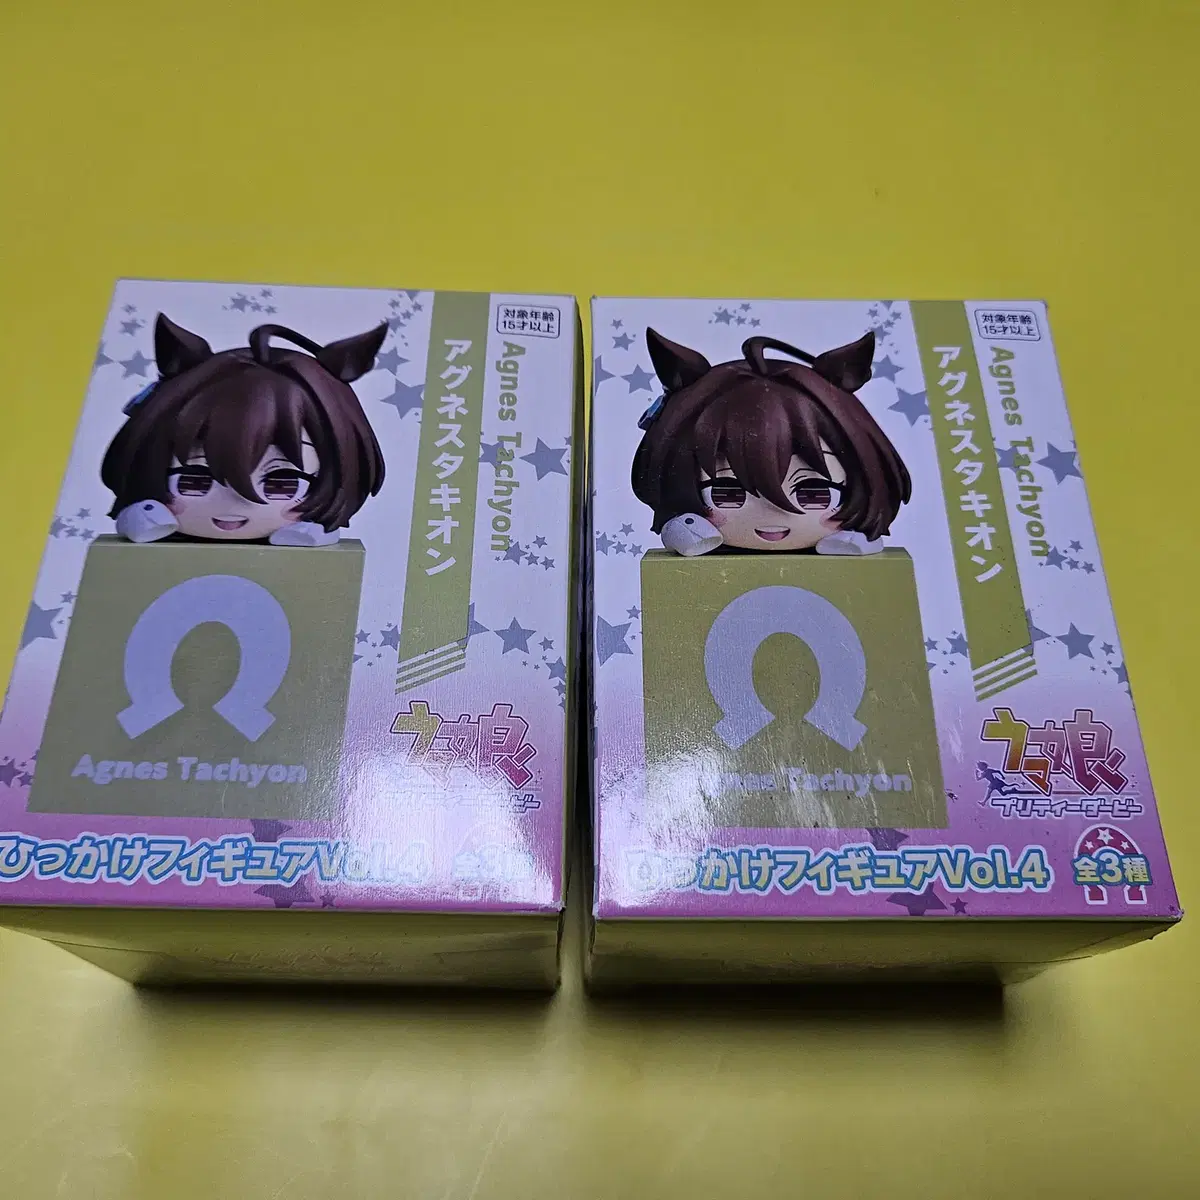 対象年齢
15才以上
アグネスタキオン
Agnes Tachyon
Agnes Tachyon
ウマ娘
ひっかけフィギュアVol.4
全3種
対象年齢
15才以上
アグネスタキオン
Agnes Tachyon
Agnes Tachyon
ウマ娘
プリティーダービー
ひっかけフィギュアVol.4
全3種